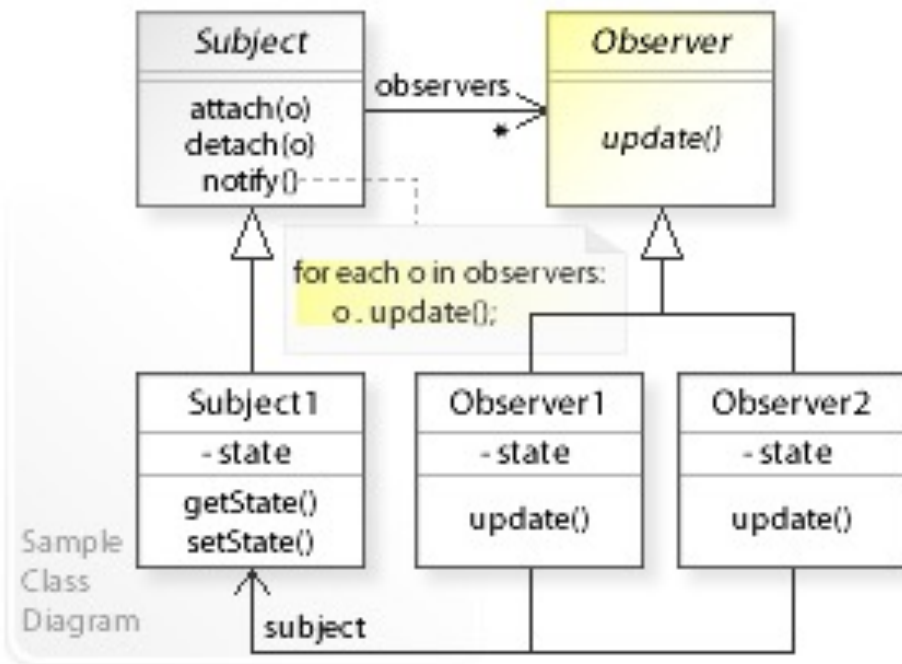 Subject
attach(o)
detach(o)
notify()
observers
*
Observer
update()
for each o in observers:
o.update();
Subject1
- state
getState()
setState()
Observer1
- state
update()
Observer2
- state
update()
subject
Sample
Class
Diagram